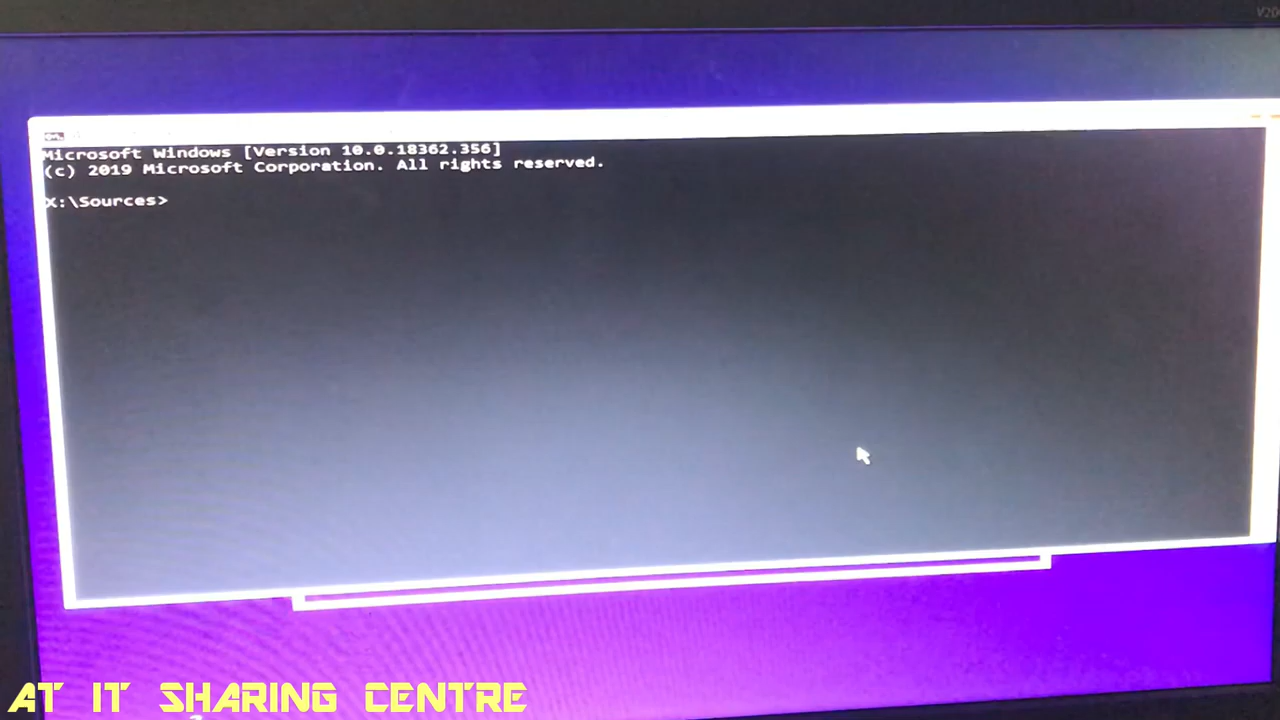 Microsoft Windows [Version 10.0.18362.356]
(c) 2019 Microsoft Corporation. All rights reserved.
X:\Sources>
AT IT SHARING CENTRE